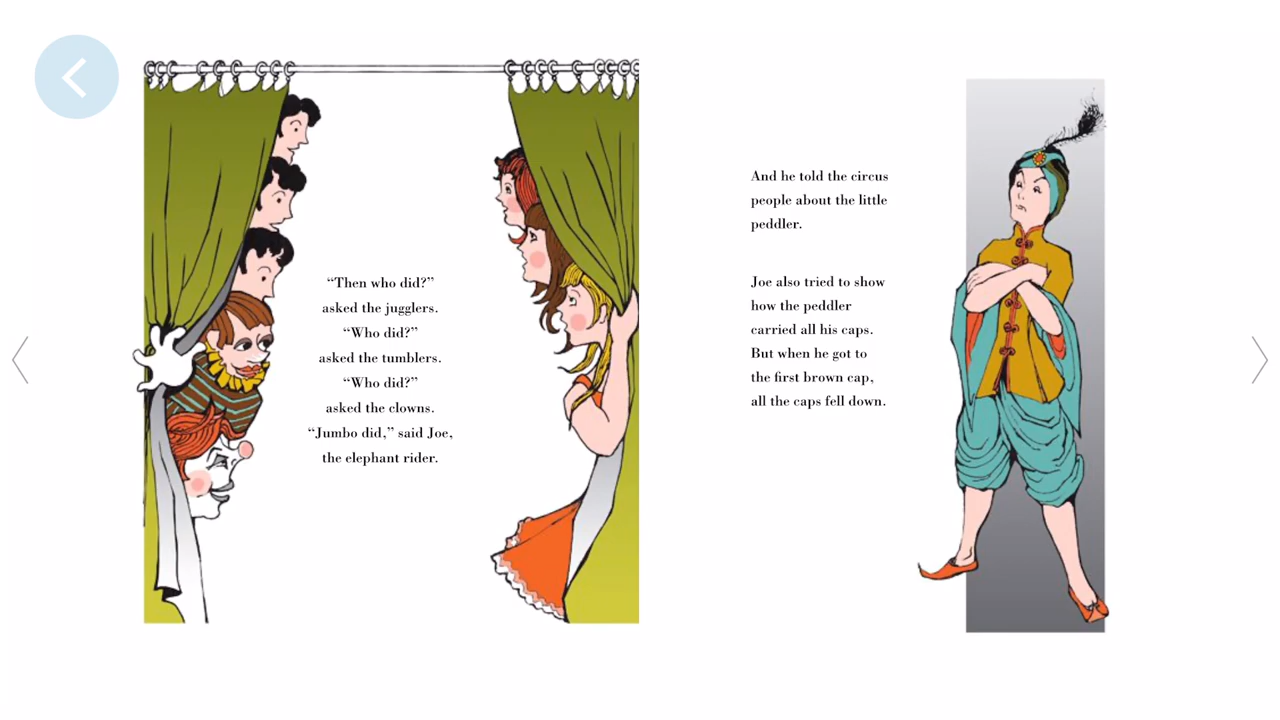 “Then who did?”
asked the jugglers.
“Who did?”
asked the tumblers.
“Who did?”
asked the clowns.
“Jumbo did,” said Joe,
the elephant rider.
And he told the circus
people about the little
peddler.
Joe also tried to show
how the peddler
carried all his caps.
But when he got to
the first brown cap,
all the caps fell down.